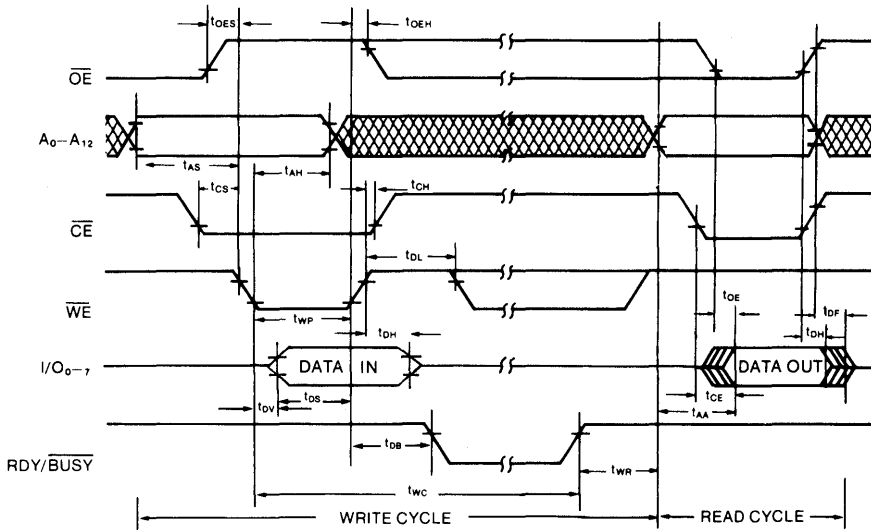 tOES
tOEH
OE
A0–A12
tAS
tAH
tCS
tCH
CE
tDL
WE
tOE
tDF
tWP
tDH
tDH
I/O0–7
DATA IN
DATA OUT
tCE
tDV
tDS
tAA
tDB
RDY/BUSY
tWR
tWC
WRITE CYCLE
READ CYCLE